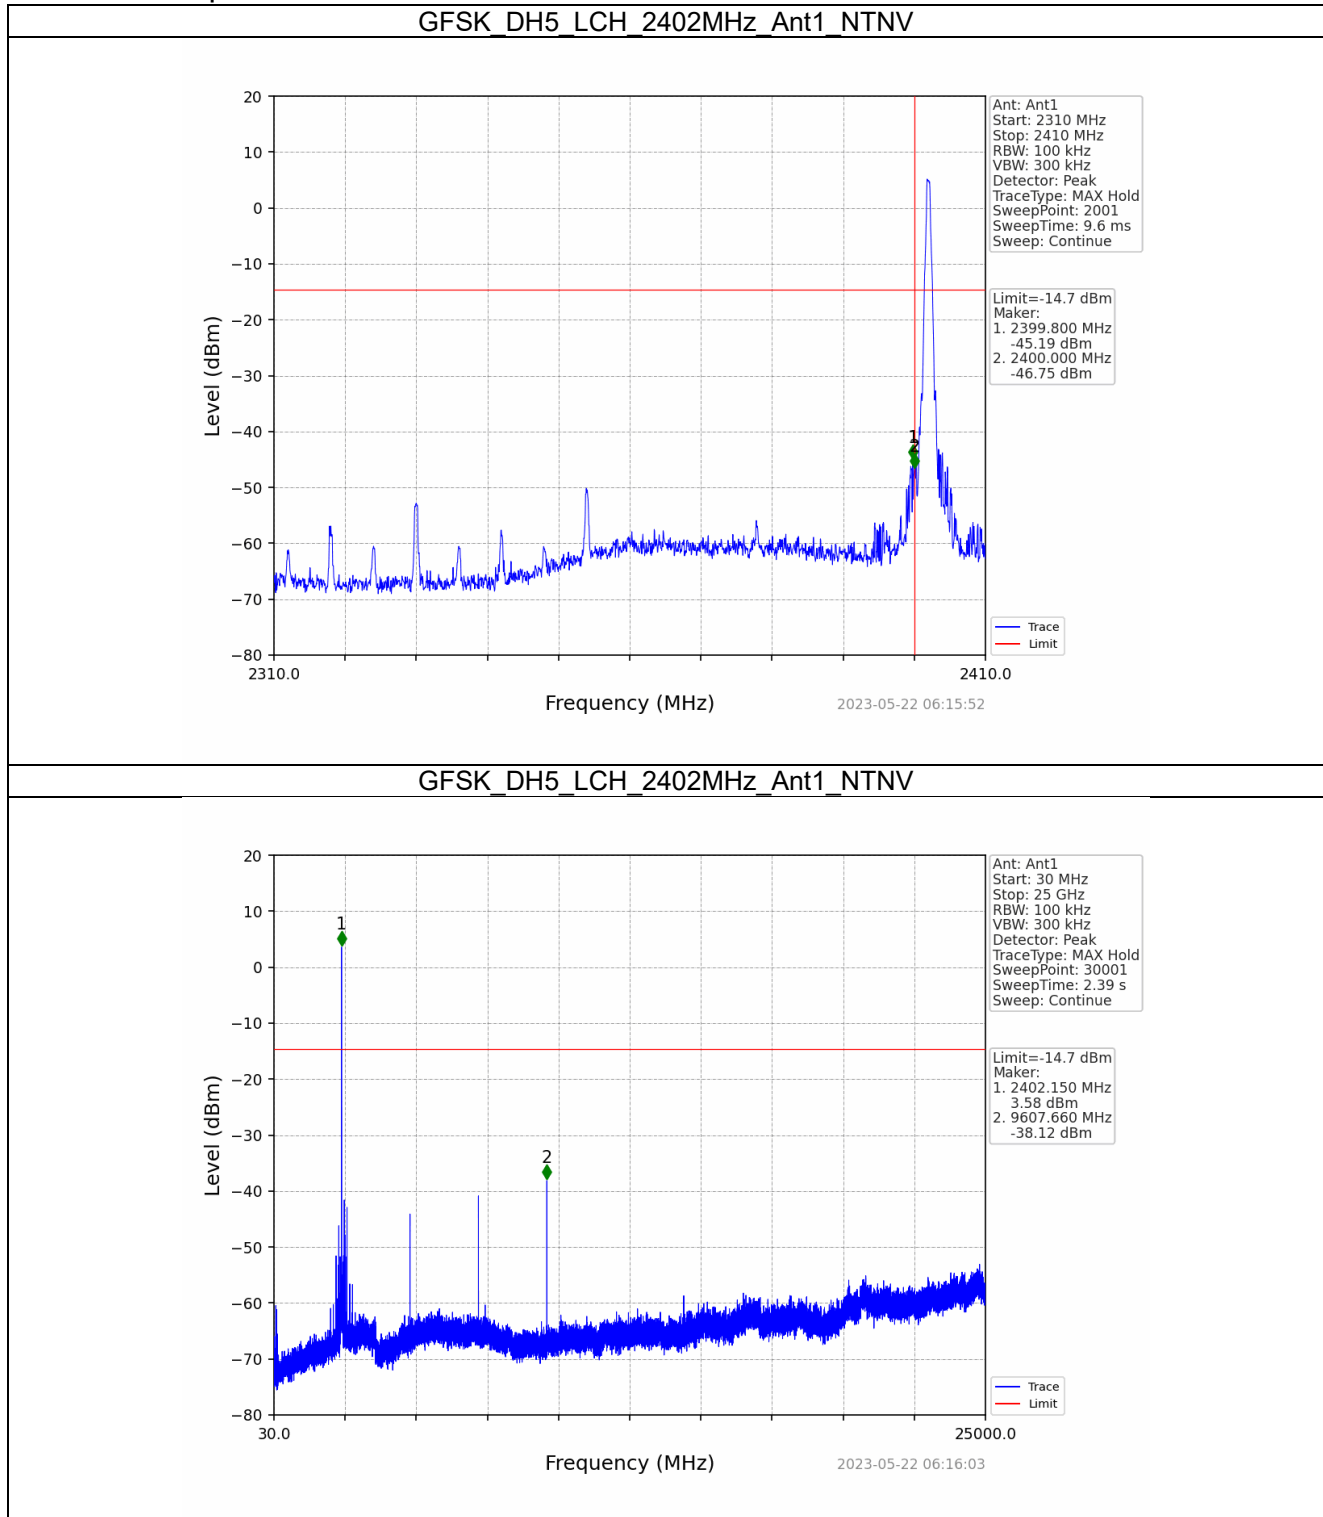 GFSK_DH5_LCH_2402MHz_Ant1_NTNV
20
10
0
−10
−20
−30
−40
−50
−60
−70
−80
Level (dBm)
1
2
2310.0
2410.0
Frequency (MHz)
2023-05-22 06:15:52
Ant: Ant1
Start: 2310 MHz
Stop: 2410 MHz
RBW: 100 kHz
VBW: 300 kHz
Detector: Peak
TraceType: MAX Hold
SweepPoint: 2001
SweepTime: 9.6 ms
Sweep: Continue
Limit=-14.7 dBm
Maker:
1. 2399.800 MHz
-45.19 dBm
2. 2400.000 MHz
-46.75 dBm
Trace
Limit
GFSK_DH5_LCH_2402MHz_Ant1_NTNV
20
10
0
−10
−20
−30
−40
−50
−60
−70
−80
Level (dBm)
1
2
30.0
25000.0
Frequency (MHz)
2023-05-22 06:16:03
Ant: Ant1
Start: 30 MHz
Stop: 25 GHz
RBW: 100 kHz
VBW: 300 kHz
Detector: Peak
TraceType: MAX Hold
SweepPoint: 30001
SweepTime: 2.39 s
Sweep: Continue
Limit=-14.7 dBm
Maker:
1. 2402.150 MHz
3.58 dBm
2. 9607.660 MHz
-38.12 dBm
Trace
Limit